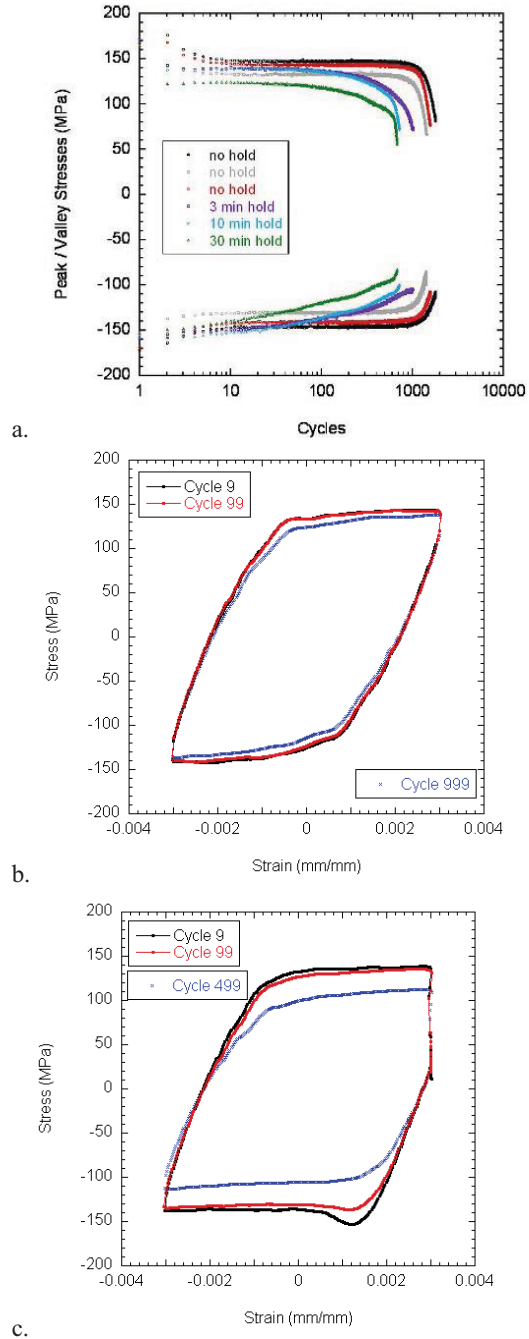 200
150
100
50
0
-50
-100
-150
-200
Peak / Valley Stresses (MPa)
no hold
no hold
no hold
3 min hold
10 min hold
30 min hold
1 10 100 1000 10000
Cycles
a.
200
150
100
50
0
-50
-100
-150
-200
Stress (MPa)
Cycle 9
Cycle 99
Cycle 999
-0.004 -0.002 0 0.002 0.004
Strain (mm/mm)
b.
200
150
100
50
0
-50
-100
-150
-200
Stress (MPa)
Cycle 9
Cycle 99
Cycle 499
-0.004 -0.002 0 0.002 0.004
Strain (mm/mm)
c.